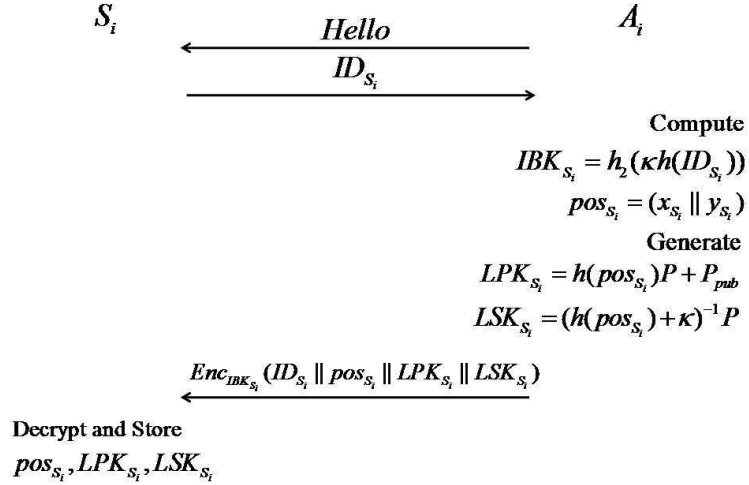 S_i A_i
Hello
ID_{S_i}
Compute
IBK_{S_i} = h_2(κh(ID_{S_i}))
pos_{S_i} = (x_{S_i} || y_{S_i})
Generate
LPK_{S_i} = h(pos_{S_i})P + P_{pub}
LSK_{S_i} = (h(pos_{S_i}) + κ)^{-1} P
Enc_{IBK_{S_i}}(ID_{S_i} || pos_{S_i} || LPK_{S_i} || LSK_{S_i})
Decrypt and Store
pos_{S_i}, LPK_{S_i}, LSK_{S_i}